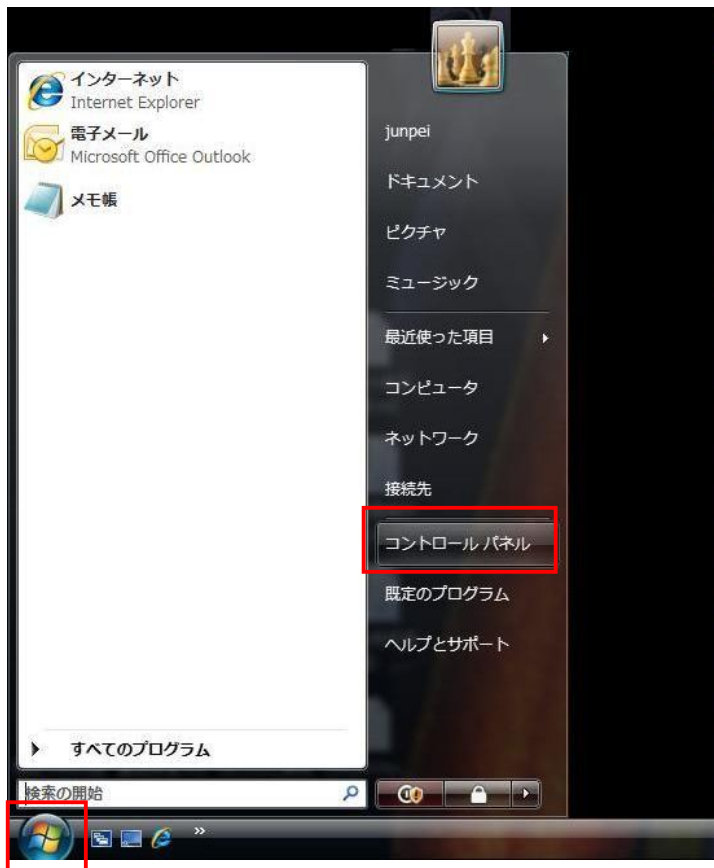 インターネット
Internet Explorer
電子メール
Microsoft Office Outlook
メモ帳
すべてのプログラム
検索の開始
junpei
ドキュメント
ピクチャ
ミュージック
最近使った項目
コンピュータ
ネットワーク
接続先
コントロール パネル
既定のプログラム
ヘルプとサポート